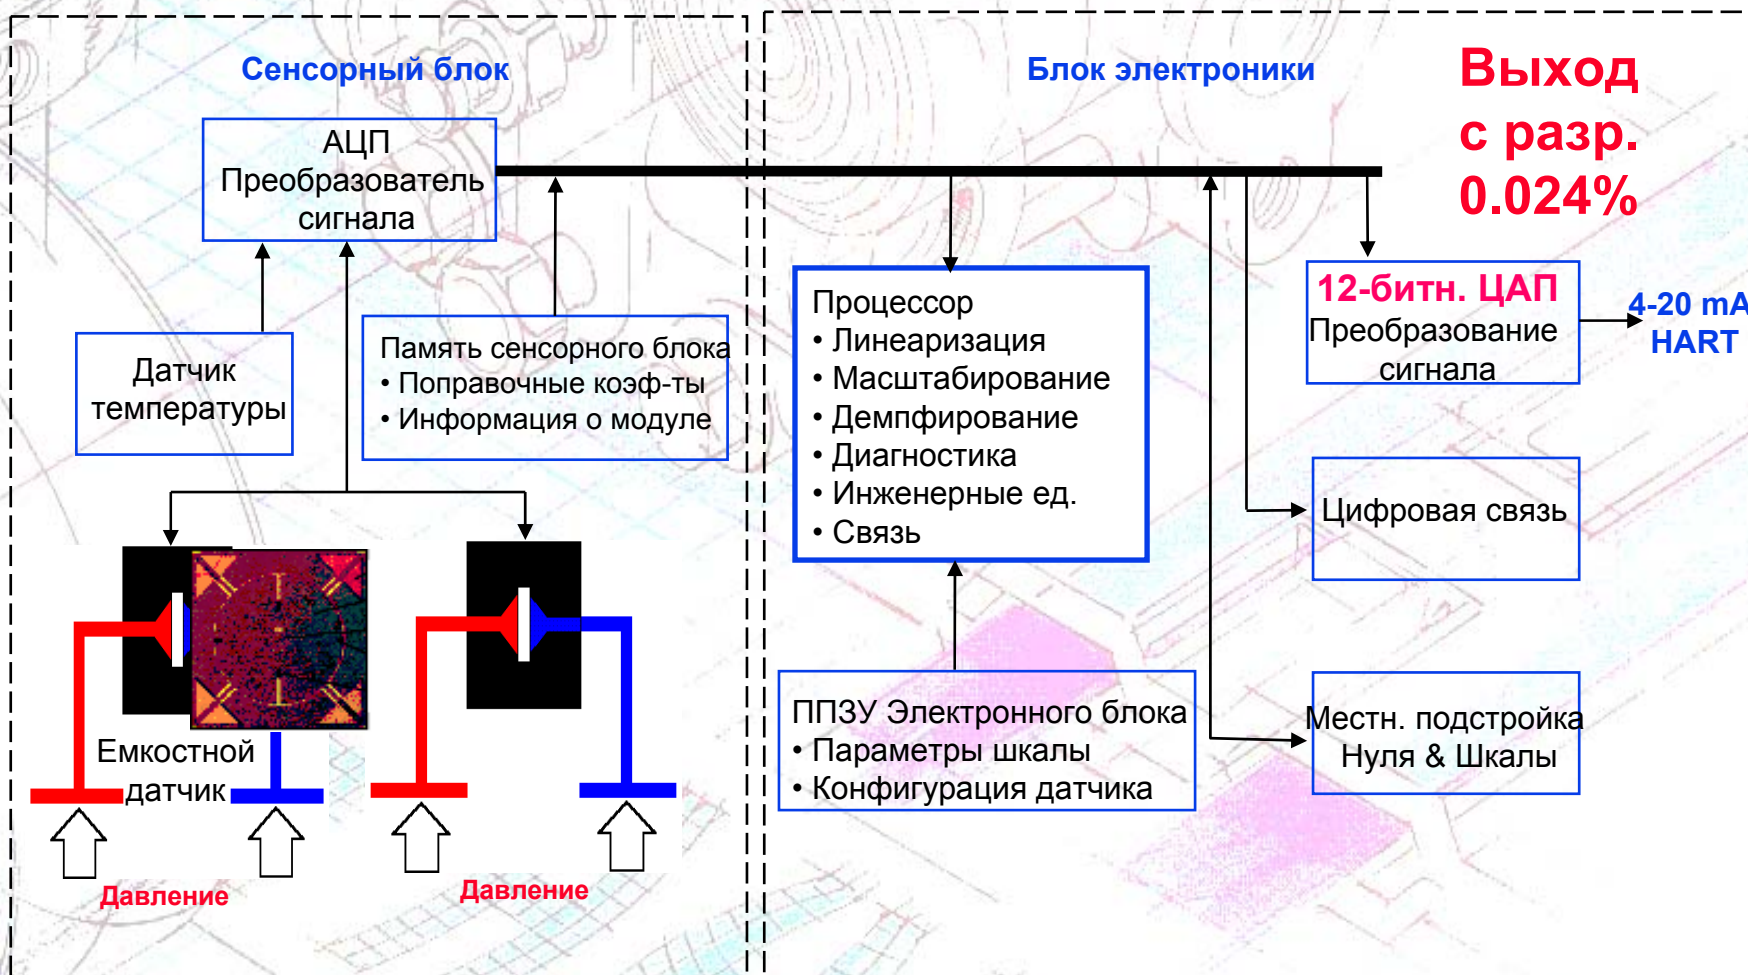 Сенсорный блок
АЦП
Преобразователь
сигнала
Датчик
температуры
Память сенсорного блока
• Поправочные коэф-ты
• Информация о модуле
Емкостной
датчик
Давление
Давление
Блок электроники
Выход
с разр.
0.024%
Процессор
• Линеаризация
• Масштабирование
• Демпфирование
• Диагностика
• Инженерные ед.
• Связь
12-битн. ЦАП
Преобразование
сигнала
4-20 mA
HART
Цифровая связь
ППЗУ Электронного блока
• Параметры шкалы
• Конфигурация датчика
Местн. подстройка
Нуля & Шкалы